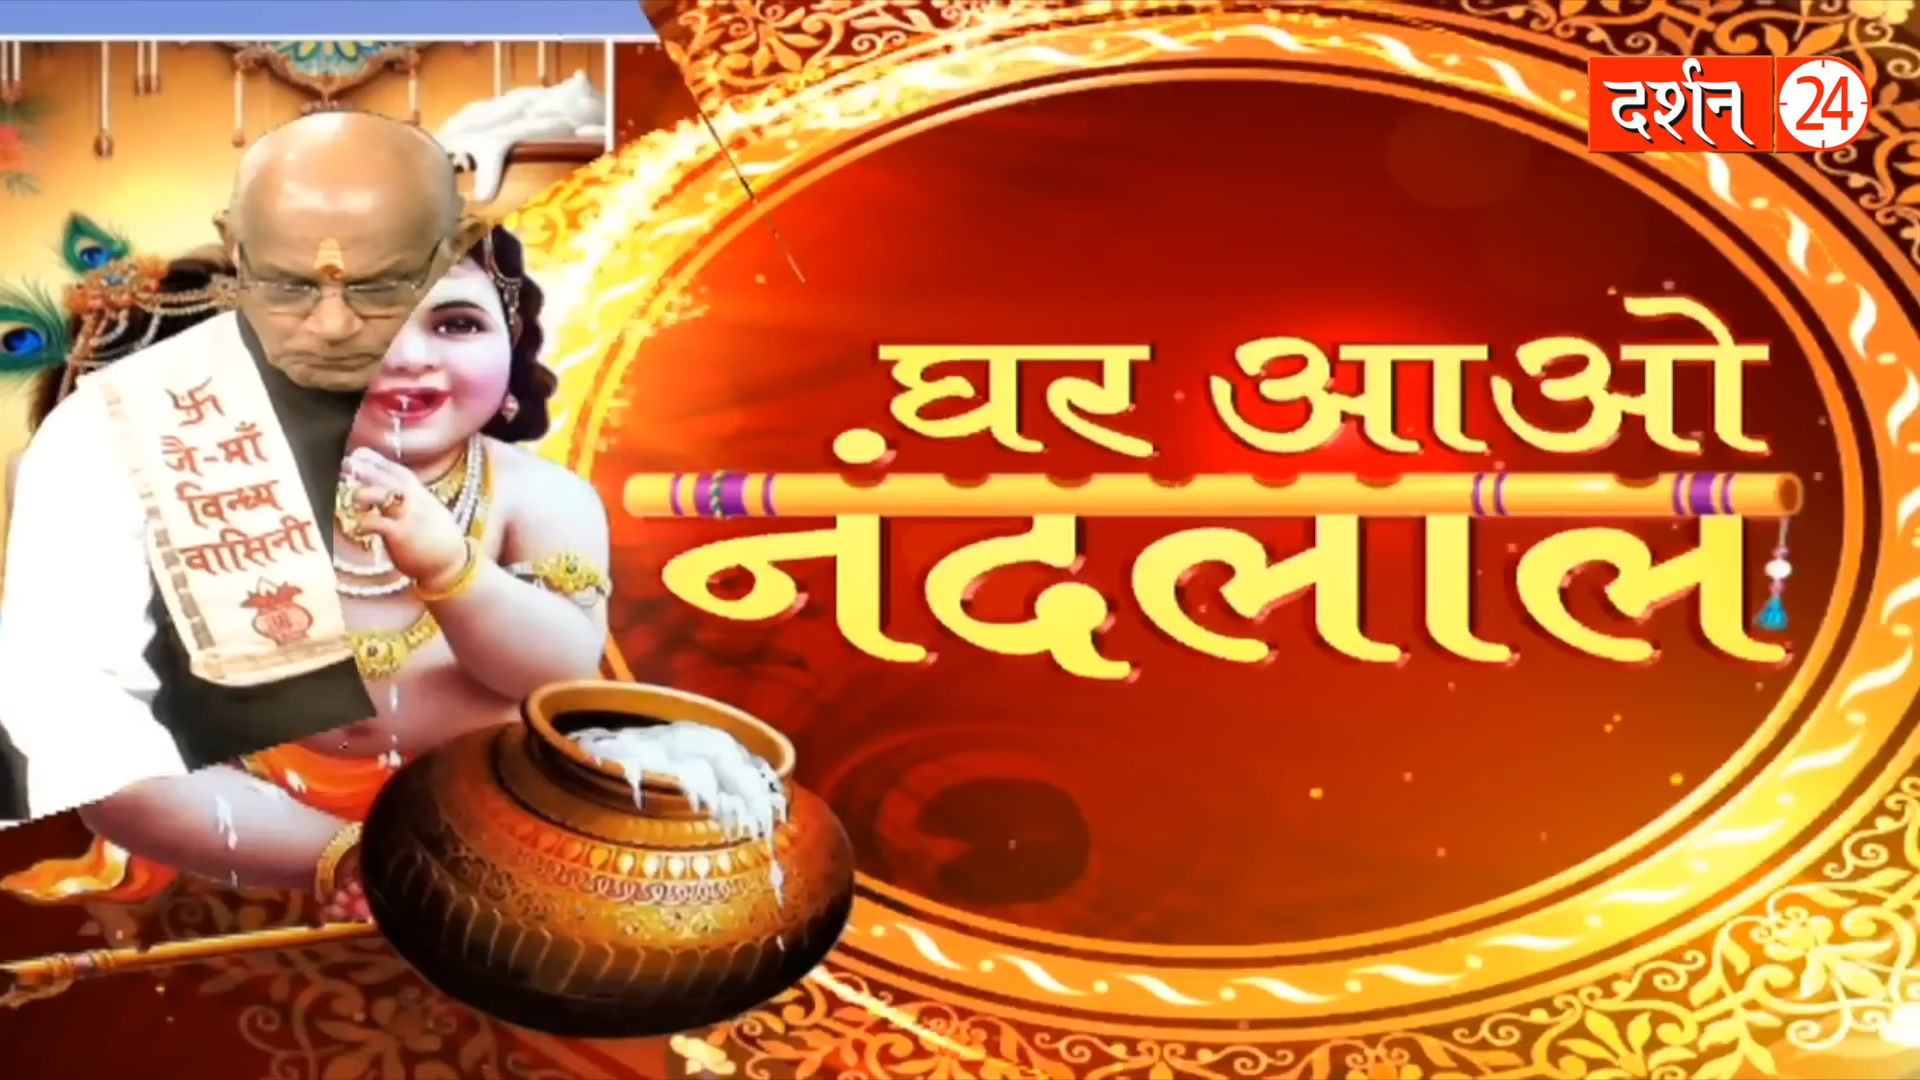 दर्शन 24
घर आओ
नंदलाल
जै-माँ
विन्ध्य
वासिनी